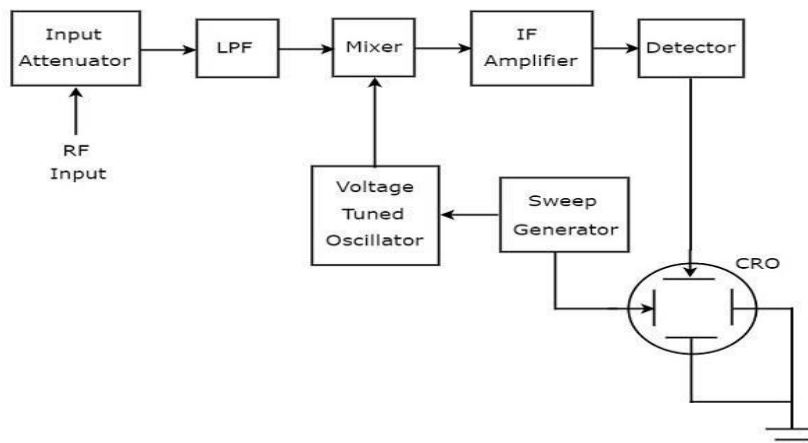 Input
Attenuator
LPF
Mixer
IF
Amplifier
Detector
RF
Input
Voltage
Tuned
Oscillator
Sweep
Generator
CRO